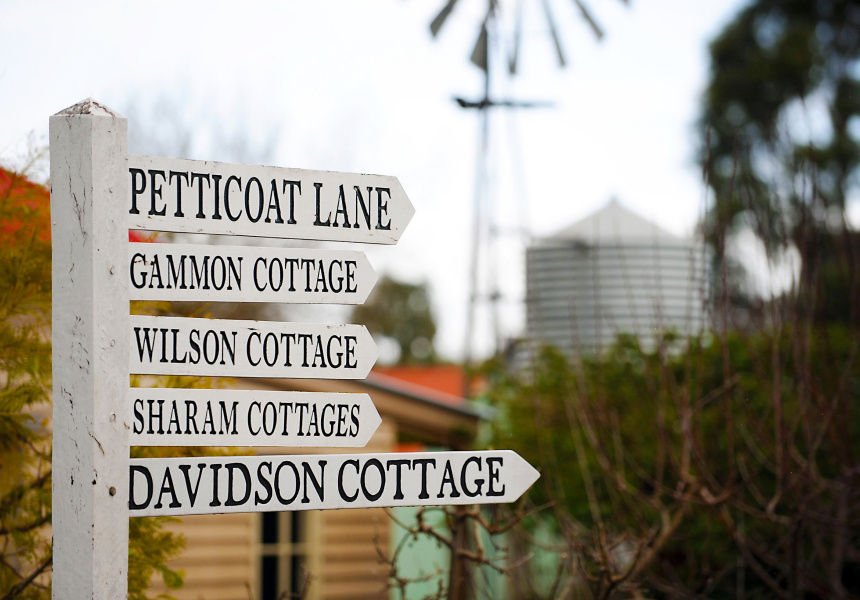 PETTICOAT LANE
GAMMON COTTAGE
WILSON COTTAGE
SHARAM COTTAGES
DAVIDSON COTTAGE